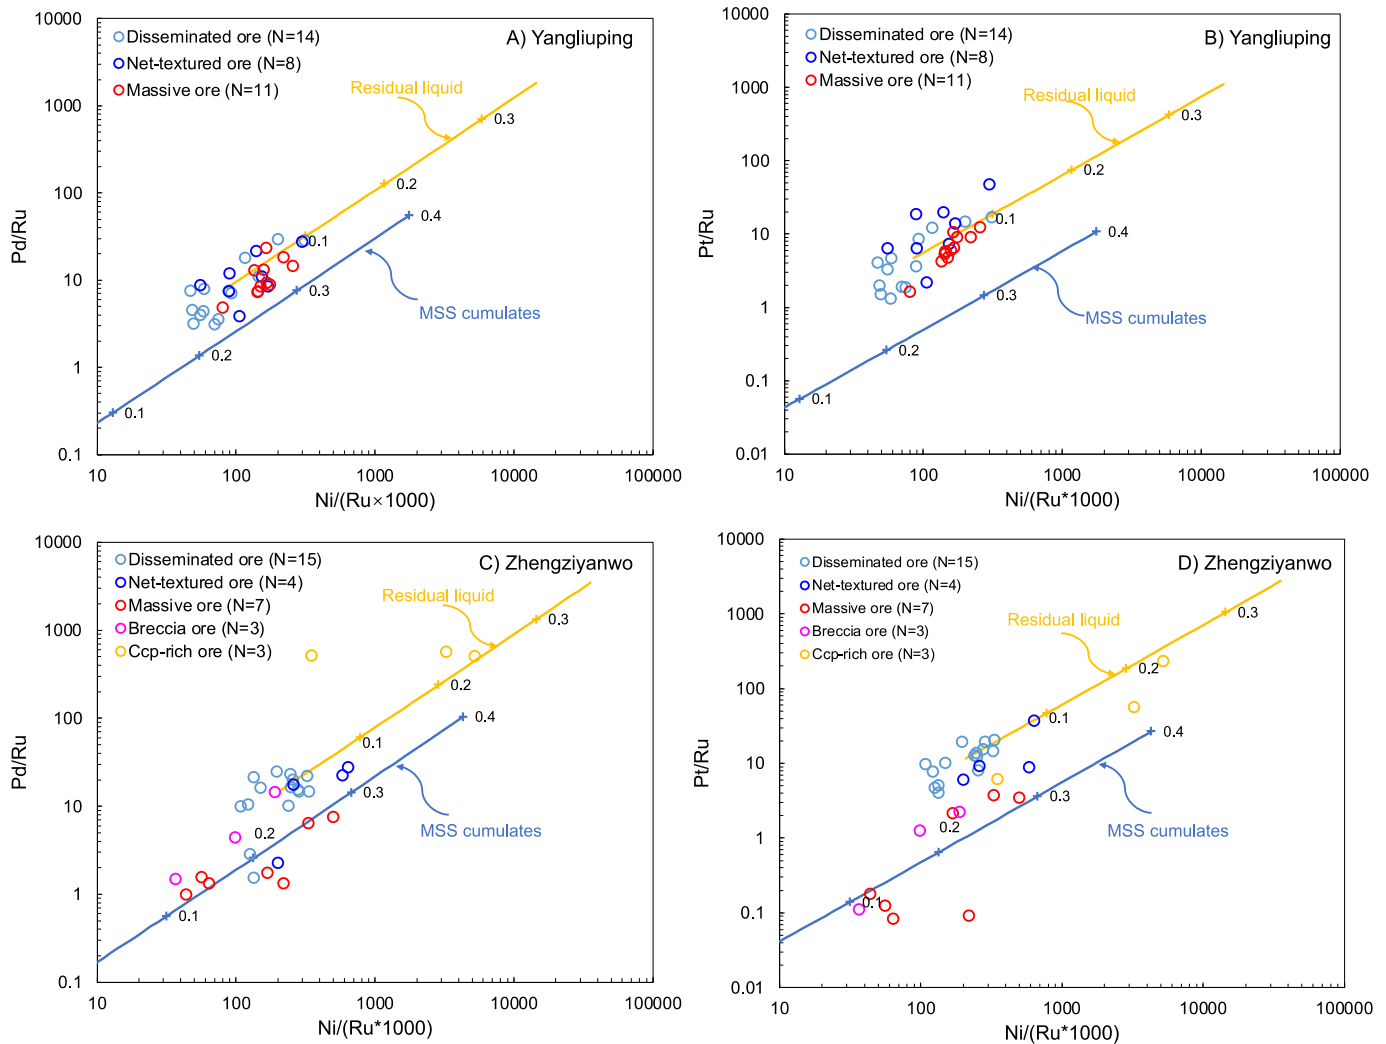 A) Yangliuping
Disseminated ore (N=14)
Net-textured ore (N=8)
Massive ore (N=11)
Residual liquid
MSS cumulates
0.3
0.2
0.1
0.4
0.3
0.2
0.1
10000
1000
100
10
1
0.1
Pd/Ru
10 100 1000 10000 100000
Ni/(Ru×1000)
B) Yangliuping
Disseminated ore (N=14)
Net-textured ore (N=8)
Massive ore (N=11)
Residual liquid
MSS cumulates
0.3
0.2
0.1
0.4
0.3
0.2
0.1
10000
1000
100
10
1
0.1
0.01
Pt/Ru
10 100 1000 10000 100000
Ni/(Ru*1000)
C) Zhengziyanwo
Disseminated ore (N=15)
Net-textured ore (N=4)
Massive ore (N=7)
Breccia ore (N=3)
Ccp-rich ore (N=3)
Residual liquid
MSS cumulates
0.3
0.2
0.1
0.4
0.3
0.2
0.1
10000
1000
100
10
1
0.1
Pd/Ru
10 100 1000 10000 100000
Ni/(Ru*1000)
D) Zhengziyanwo
Disseminated ore (N=15)
Net-textured ore (N=4)
Massive ore (N=7)
Breccia ore (N=3)
Ccp-rich ore (N=3)
Residual liquid
MSS cumulates
0.3
0.2
0.1
0.4
0.3
0.2
0.1
10000
1000
100
10
1
0.1
0.01
Pt/Ru
10 100 1000 10000 100000
Ni/(Ru*1000)